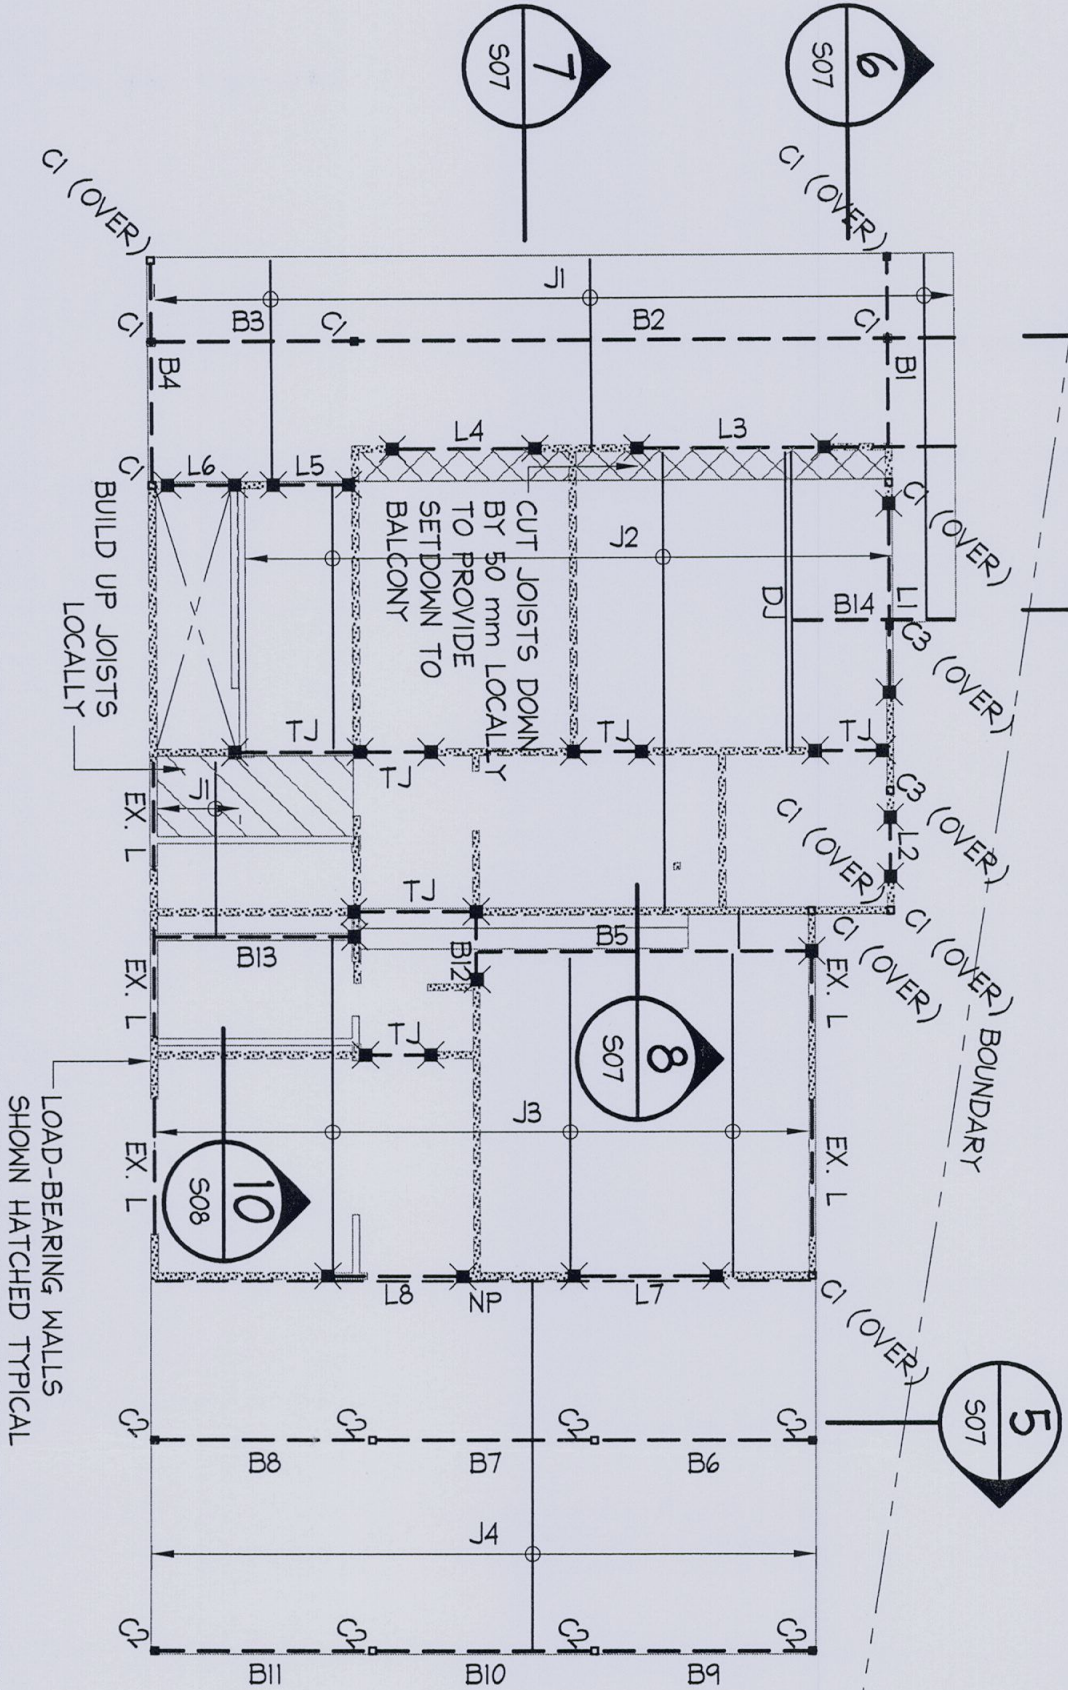 7
S07
6
S07
C1 (OVER)
C1 (OVER)
J1
B3
C1
B2
C1
C1
B4
B1
L4
L3
C1
L6
L5
C1 (OVER)
CUT JOISTS DOWN
BY 50 mm LOCALLY
TO PROVIDE
SETDOWN TO
BALCONY
J2
DJ
B14
L1
C3 (OVER)
BUILD UP JOISTS
LOCALLY
TJ
TJ
TJ
TJ
J1
EX. L
C3 (OVER)
L2
C1 (OVER)
TJ
B13
B12
B5
C1 (OVER)
C1 (OVER)
EX. L
EX. L
8
S07
TJ
BOUNDARY
J3
10
S08
EX. L
EX. L
LOAD-BEARING WALLS
SHOWN HATCHED TYPICAL
L8
NP
L7
C1 (OVER)
5
S07
C2
C2
C2
C2
B8
B7
B6
J4
C2
C2
C2
C2
B11
B10
B9